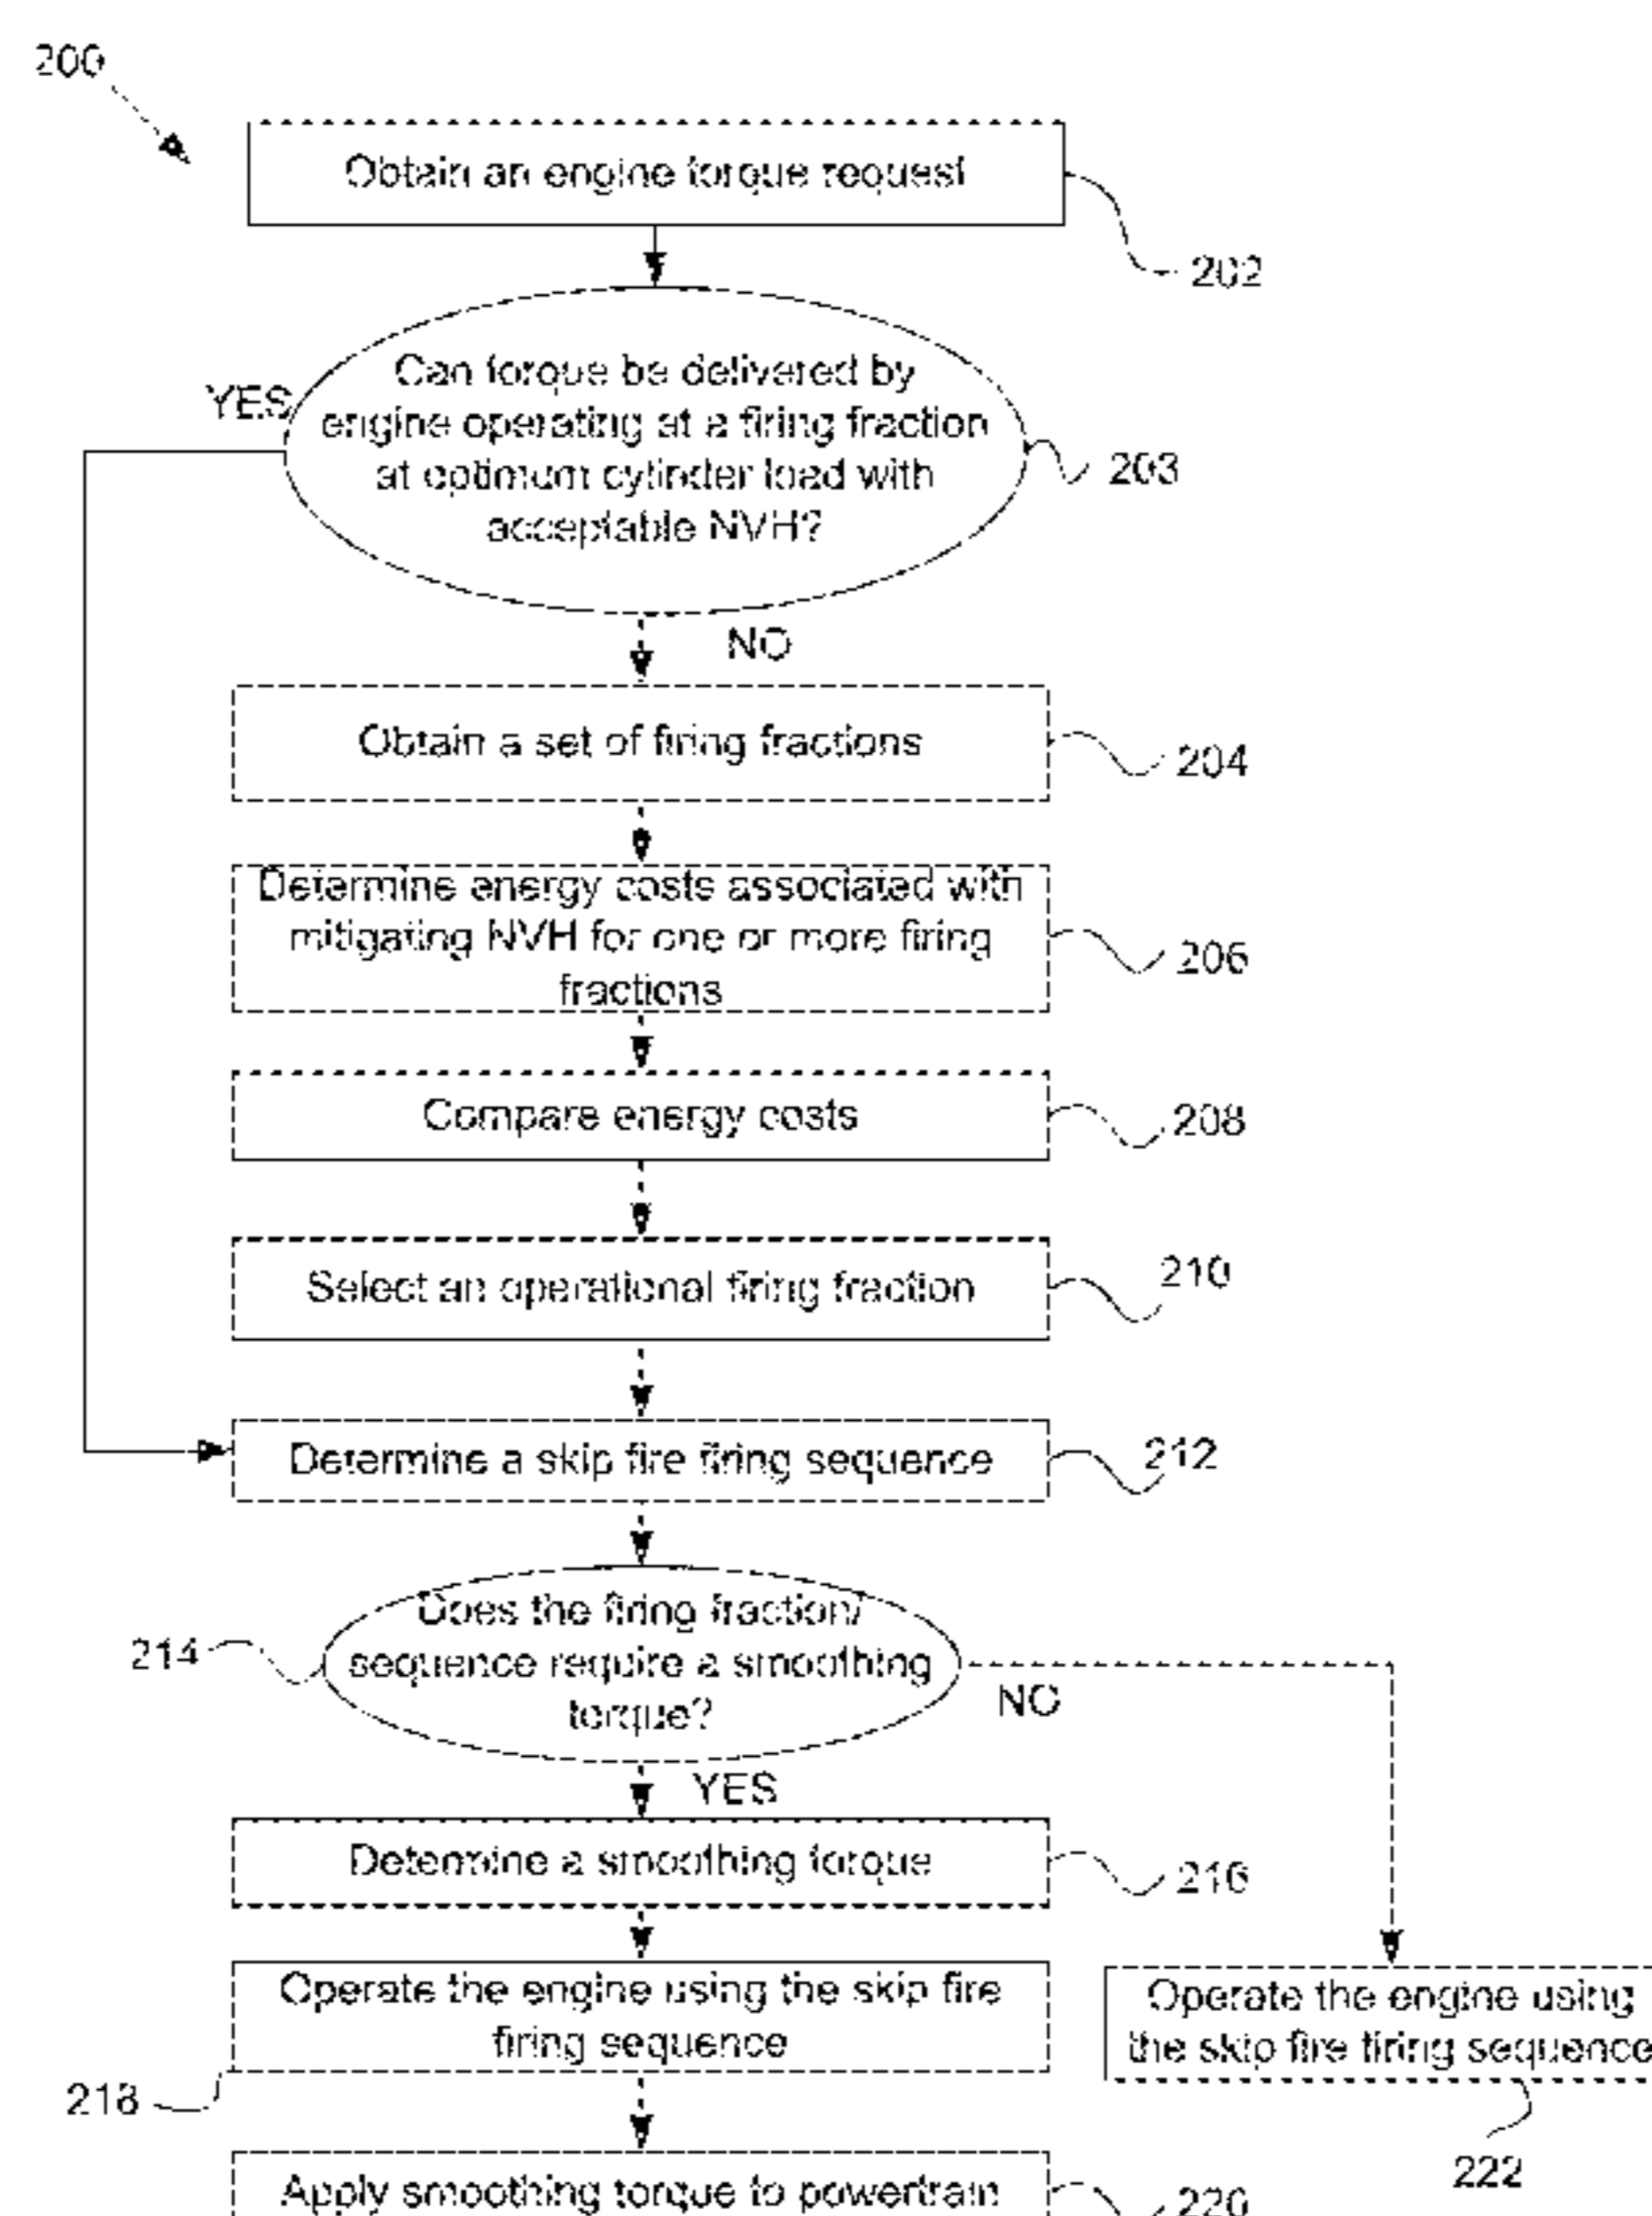 200
Obtain an engine torque request
202
Can torque be delivered by
engine operating at a firing fraction
at optimum cylinder load with
acceptable NVH?
YES
203
NO
Obtain a set of firing fractions
204
Determine energy costs associated with
mitigating NVH for one or more firing
fractions
206
Compare energy costs
208
Select an operational firing fraction
210
Determine a skip fire firing sequence
212
Does the firing fraction/
sequence require a smoothing
torque?
214
NO
YES
Determine a smoothing torque
216
Operate the engine using the skip fire
firing sequence
218
Operate the engine using
the skip fire firing sequence
222
Apply smoothing torque to powertrain
220